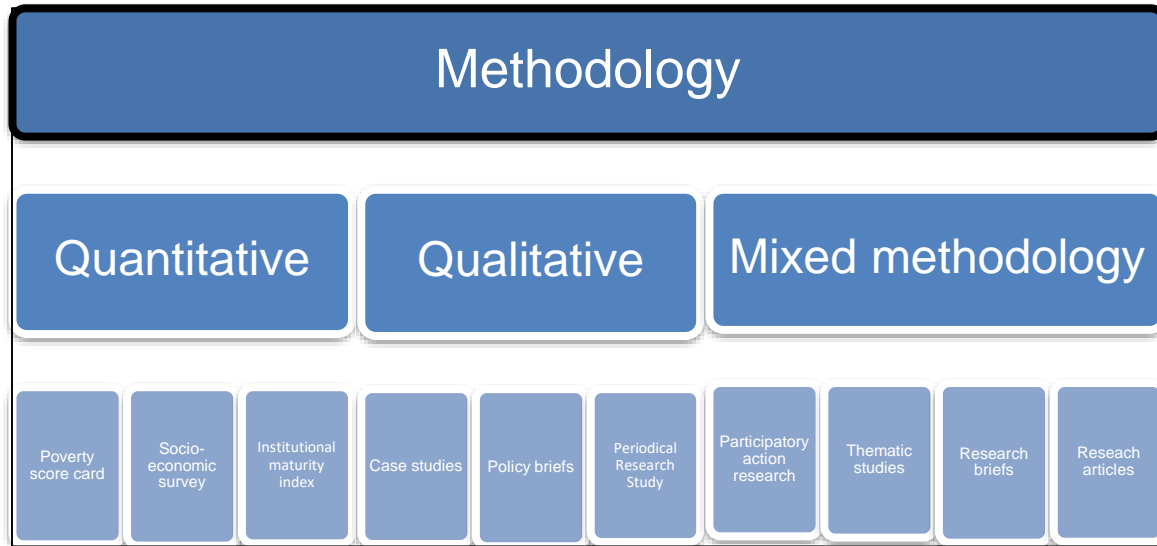 Methodology
Quantitative
Qualitative
Mixed methodology
Poverty
score card
Socio-
economic
survey
Institutional
maturity
index
Case studies
Policy briefs
Periodical
Research
Study
Participatory
action
research
Thematic
studies
Research
briefs
Reseach
articles